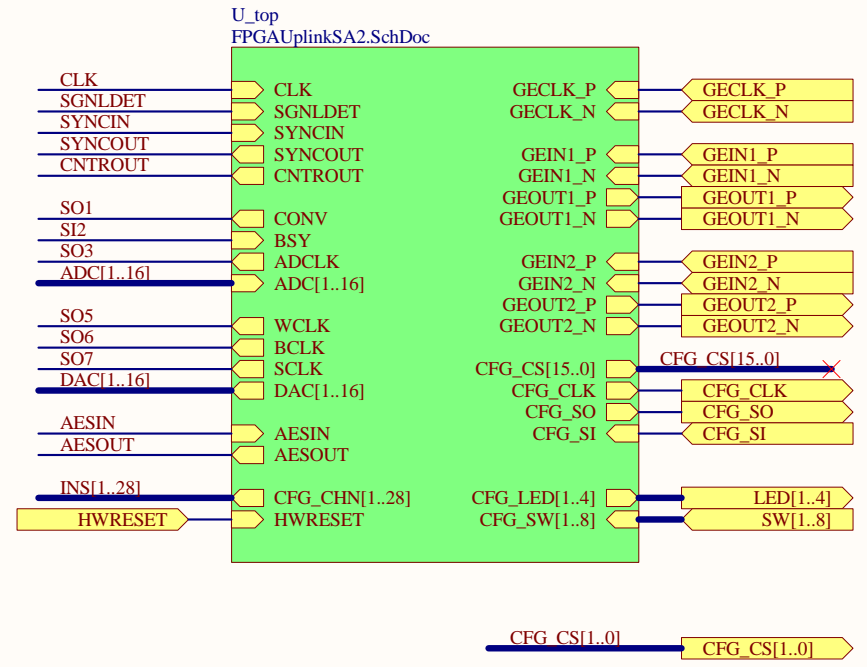 U_top
FPGAUplinkSA2.SchDoc
CLK CLK GECLK_P GECLK_P
SGNLDET SGNLDET GECLK_N GECLK_N
SYNCIN SYNCIN
SYNCOUT SYNCOUT GEIN1_P GEIN1_P
CNTROUT CNTROUT GEIN1_N GEIN1_N
GEOUT1_P GEOUT1_P
SO1 CONV GEOUT1_N GEOUT1_N
SI2 BSY
SO3 ADCLK GEIN2_P GEIN2_P
ADC[1..16] ADC[1..16] GEIN2_N GEIN2_N
GEOUT2_P GEOUT2_P
SO5 WCLK GEOUT2_N GEOUT2_N
SO6 BCLK
SO7 SCLK CFG_CS[15..0] CFG_CS[15..0]
DAC[1..16] DAC[1..16] CFG_CLK CFG_CLK
CFG_SO CFG_SO
AESIN AESIN CFG_SI CFG_SI
AESOUT AESOUT
INS[1..28] CFG_CHN[1..28] CFG_LED[1..4] LED[1..4]
HWRESET HWRESET CFG_SW[1..8] SW[1..8]
CFG_CS[1..0] CFG_CS[1..0]